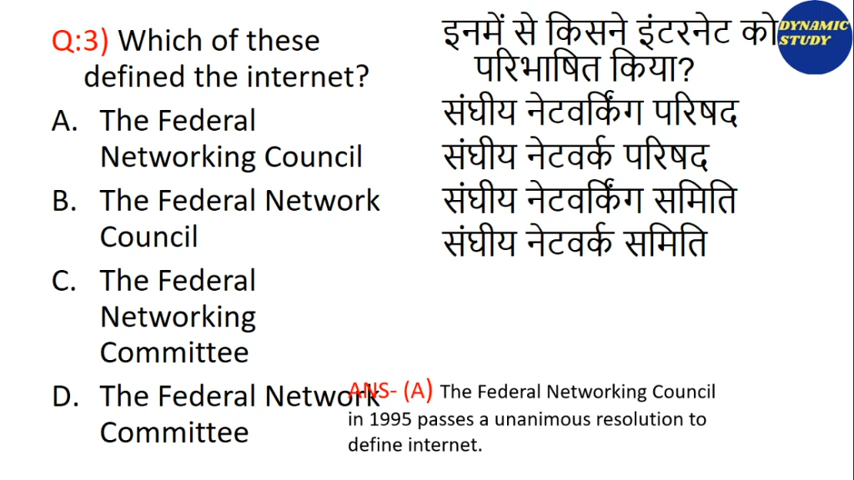 Q:3) Which of these
defined the internet?
A. The Federal
Networking Council
B. The Federal Network
Council
C. The Federal
Networking
Committee
D. The Federal Network
Committee
इनमें से किसने इंटरनेट को
परिभाषित किया?
संघीय नेटवर्किंग परिषद
संघीय नेटवर्क परिषद
संघीय नेटवर्किंग समिति
संघीय नेटवर्क समिति
DYNAMIC
STUDY
ANS- (A) The Federal Networking Council
in 1995 passes a unanimous resolution to
define internet.